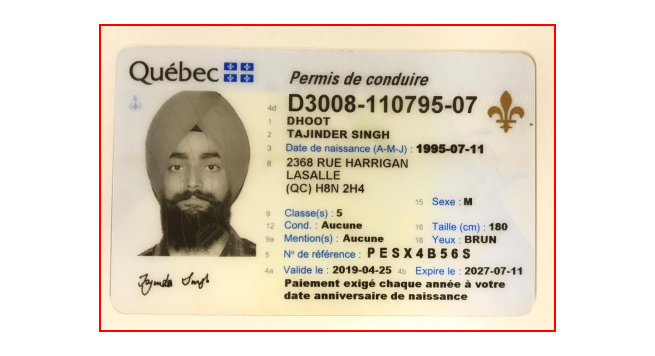 Québec
Permis de conduire
4d D3008-110795-07
1 DHOOT
2 TAJINDER SINGH
3 Date de naissance (A-M-J) : 1995-07-11
8 2368 RUE HARRIGAN
LASALLE
(QC) H8N 2H4
15 Sexe : M
9 Classe(s) : 5
12 Cond. : Aucune 16 Taille (cm) : 180
9a Mention(s) : Aucune 18 Yeux : BRUN
5 Nº de référence : PESX4B56S
4a Valide le : 2019-04-25 4b Expire le : 2027-07-11
Paiement exigé chaque année à votre
date anniversaire de naissance